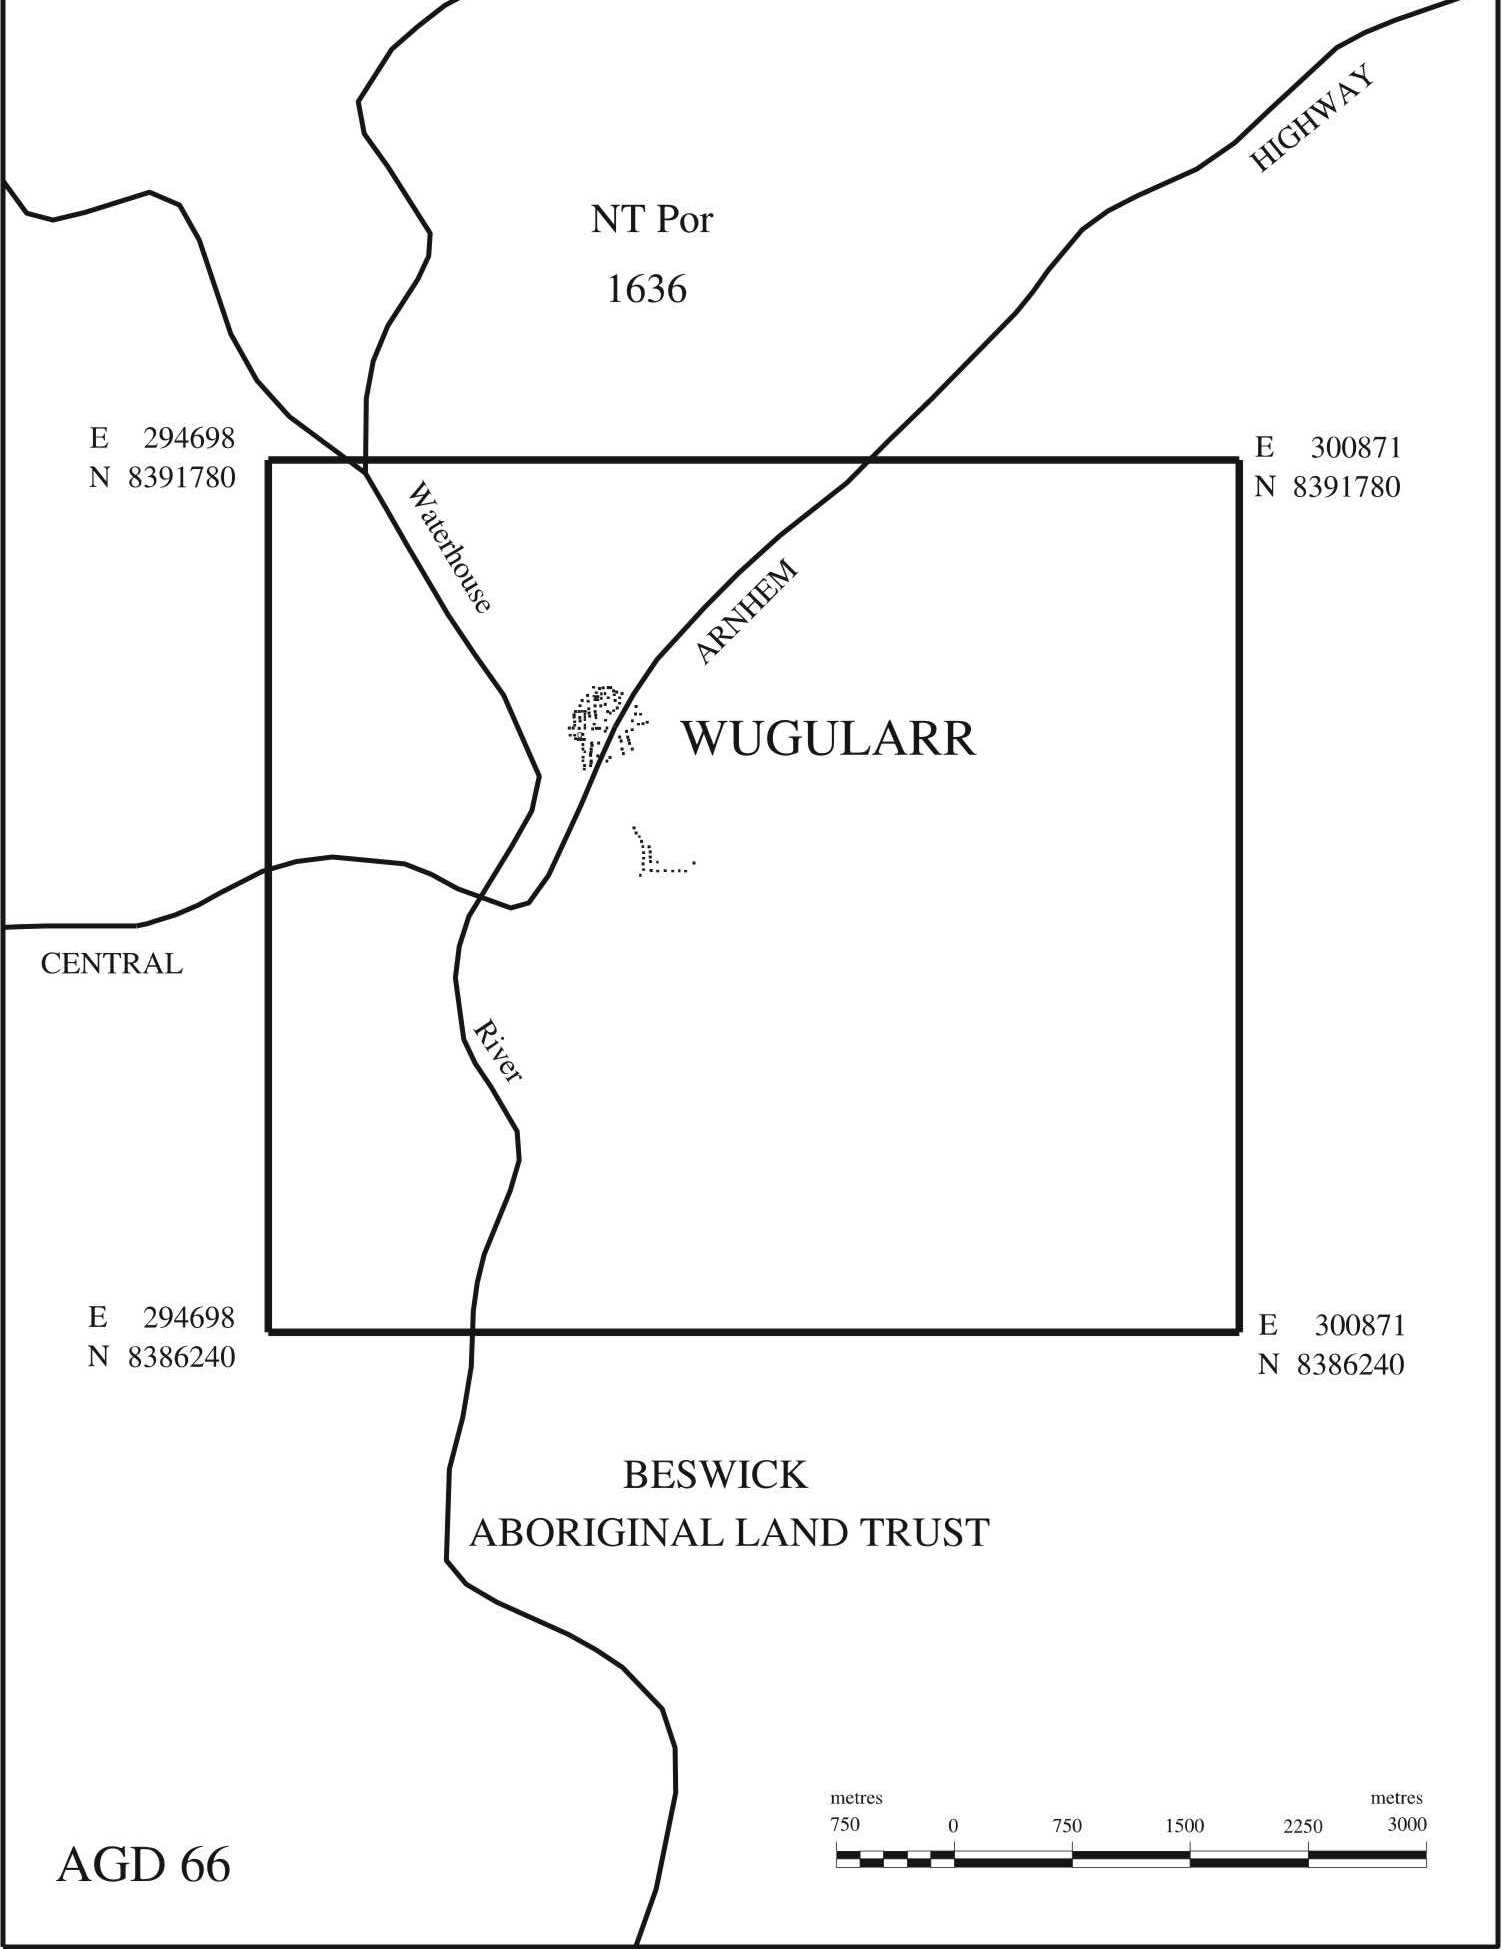 HIGHWAY
NT Por
1636
E 294698
N 8391780
E 300871
N 8391780
Waterhouse
ARNHEM
WUGULARR
CENTRAL
River
E 294698
N 8386240
E 300871
N 8386240
BESWICK
ABORIGINAL LAND TRUST
metres metres
750 0 750 1500 2250 3000
AGD 66